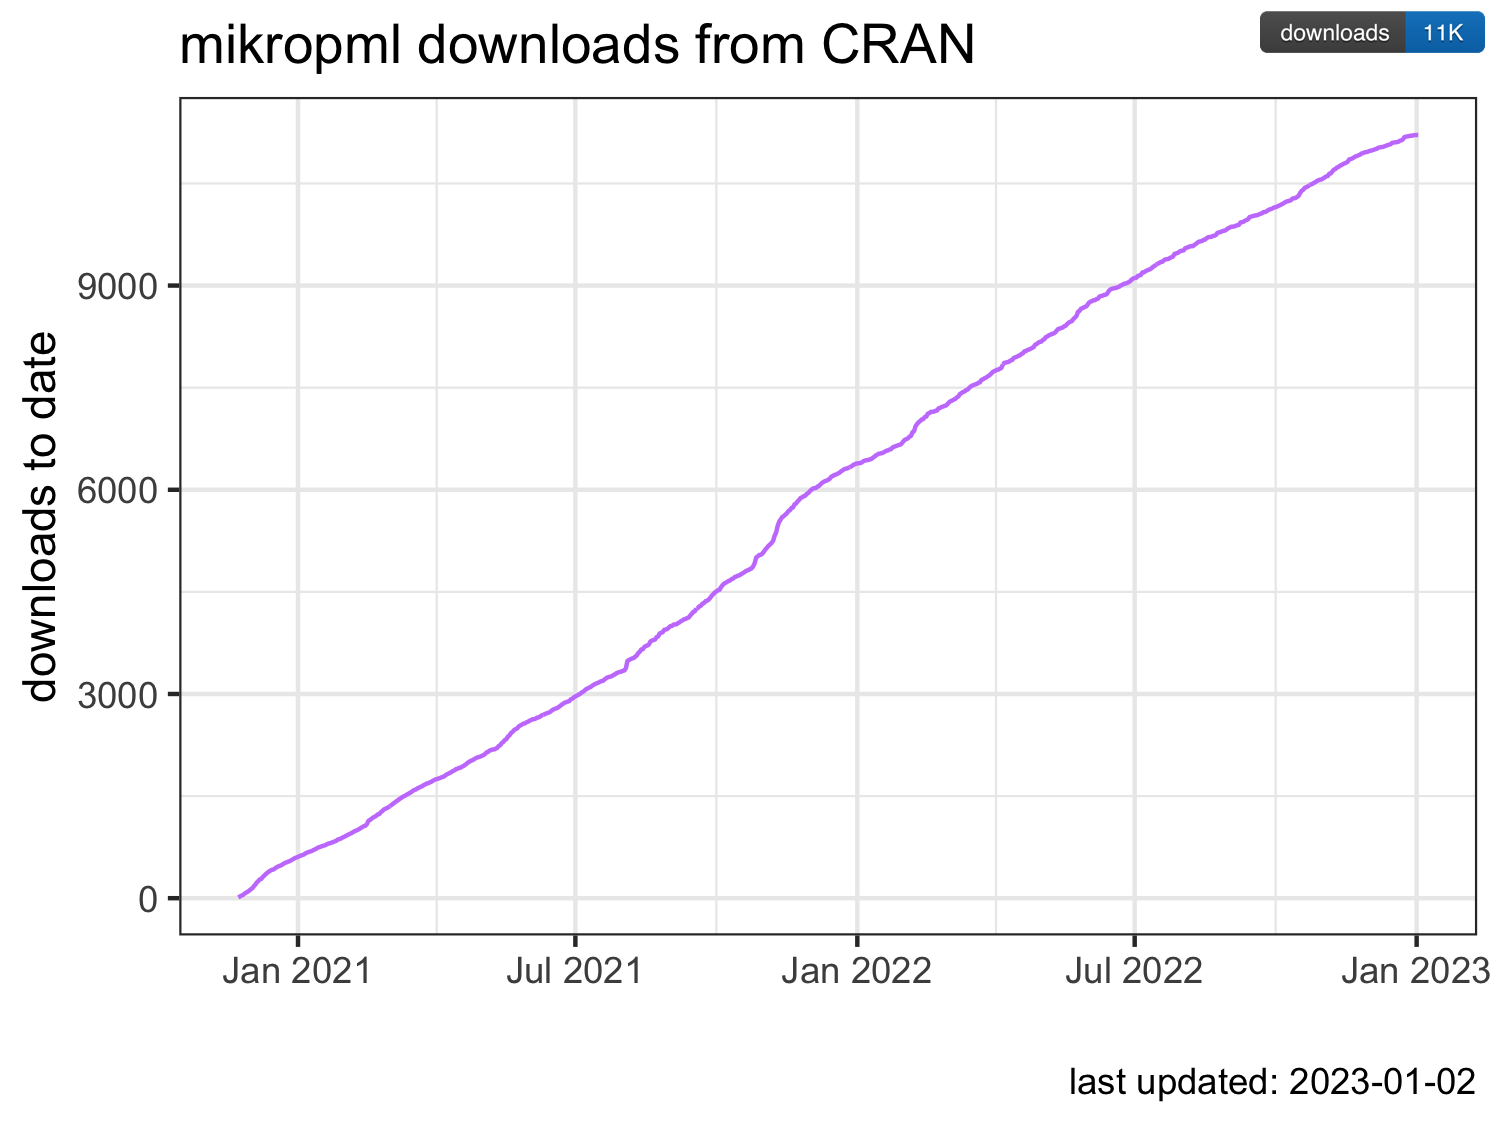 mikropml downloads from CRAN
downloads 11K
downloads to date
9000
6000
3000
0
Jan 2021 Jul 2021 Jan 2022 Jul 2022 Jan 2023
last updated: 2023-01-02